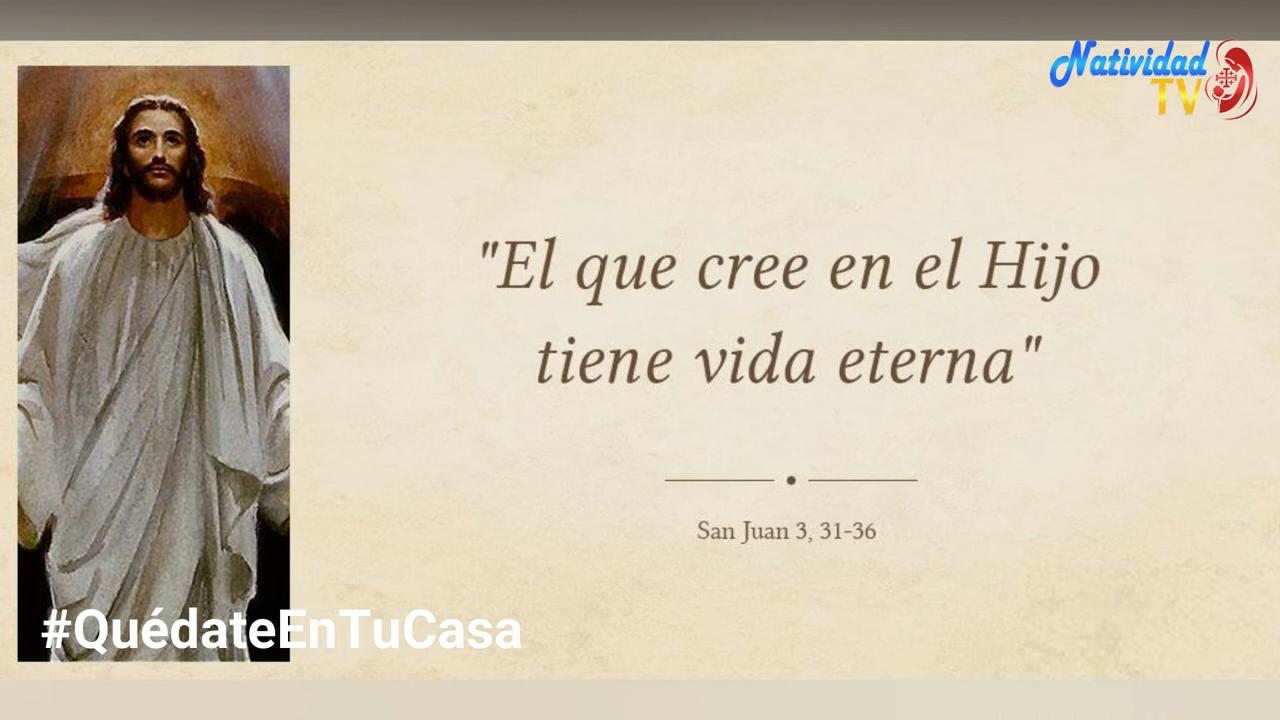 Natividad
TV
"El que cree en el Hijo
tiene vida eterna"
San Juan 3, 31-36
#QuédateEnTuCasa